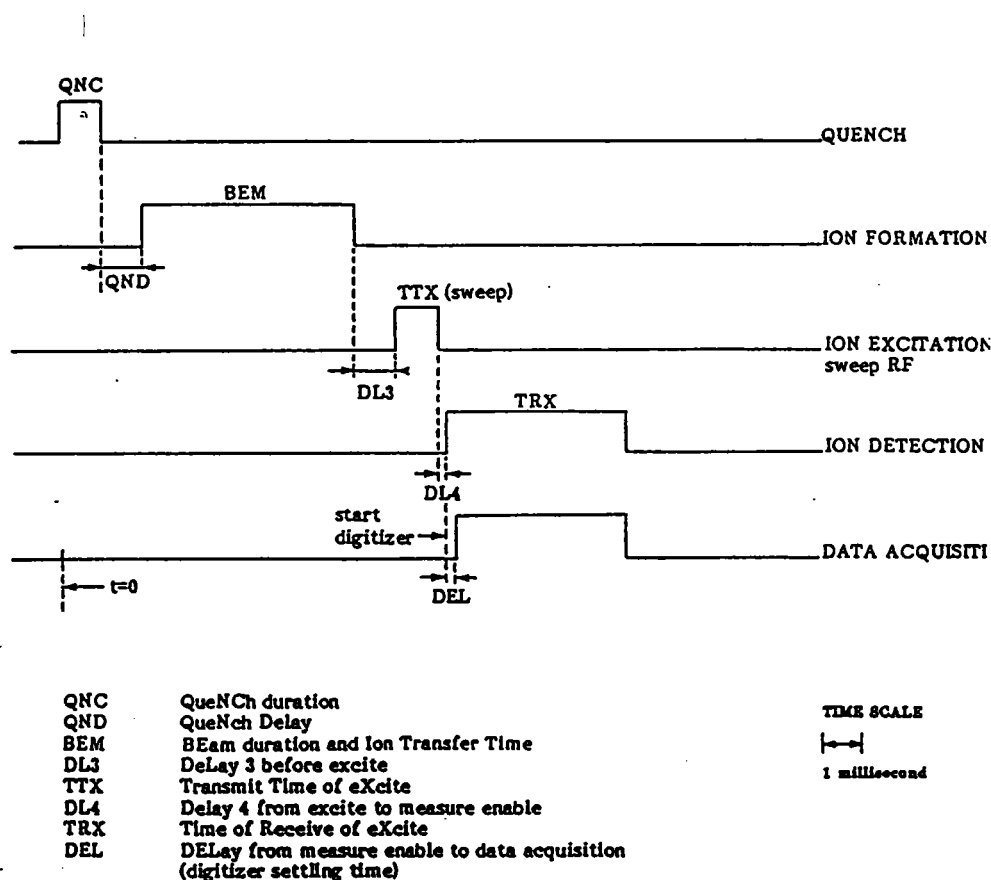 QNC
QUENCH
BEM
ION FORMATION
QND
TTX (sweep)
ION EXCITATION
sweep RF
DL3
TRX
ION DETECTION
DL4
start
digitizer
DATA ACQUISITI
t=0
DEL
QNC QueNCh duration
QND QueNch Delay
BEM BEam duration and Ion Transfer Time
DL3 DeLay 3 before excite
TTX Transmit Time of eXcite
DL4 Delay 4 from excite to measure enable
TRX Time of Receive of eXcite
DEL DELay from measure enable to data acquisition
(digitizer settling time)
TIME SCALE
1 millisecond